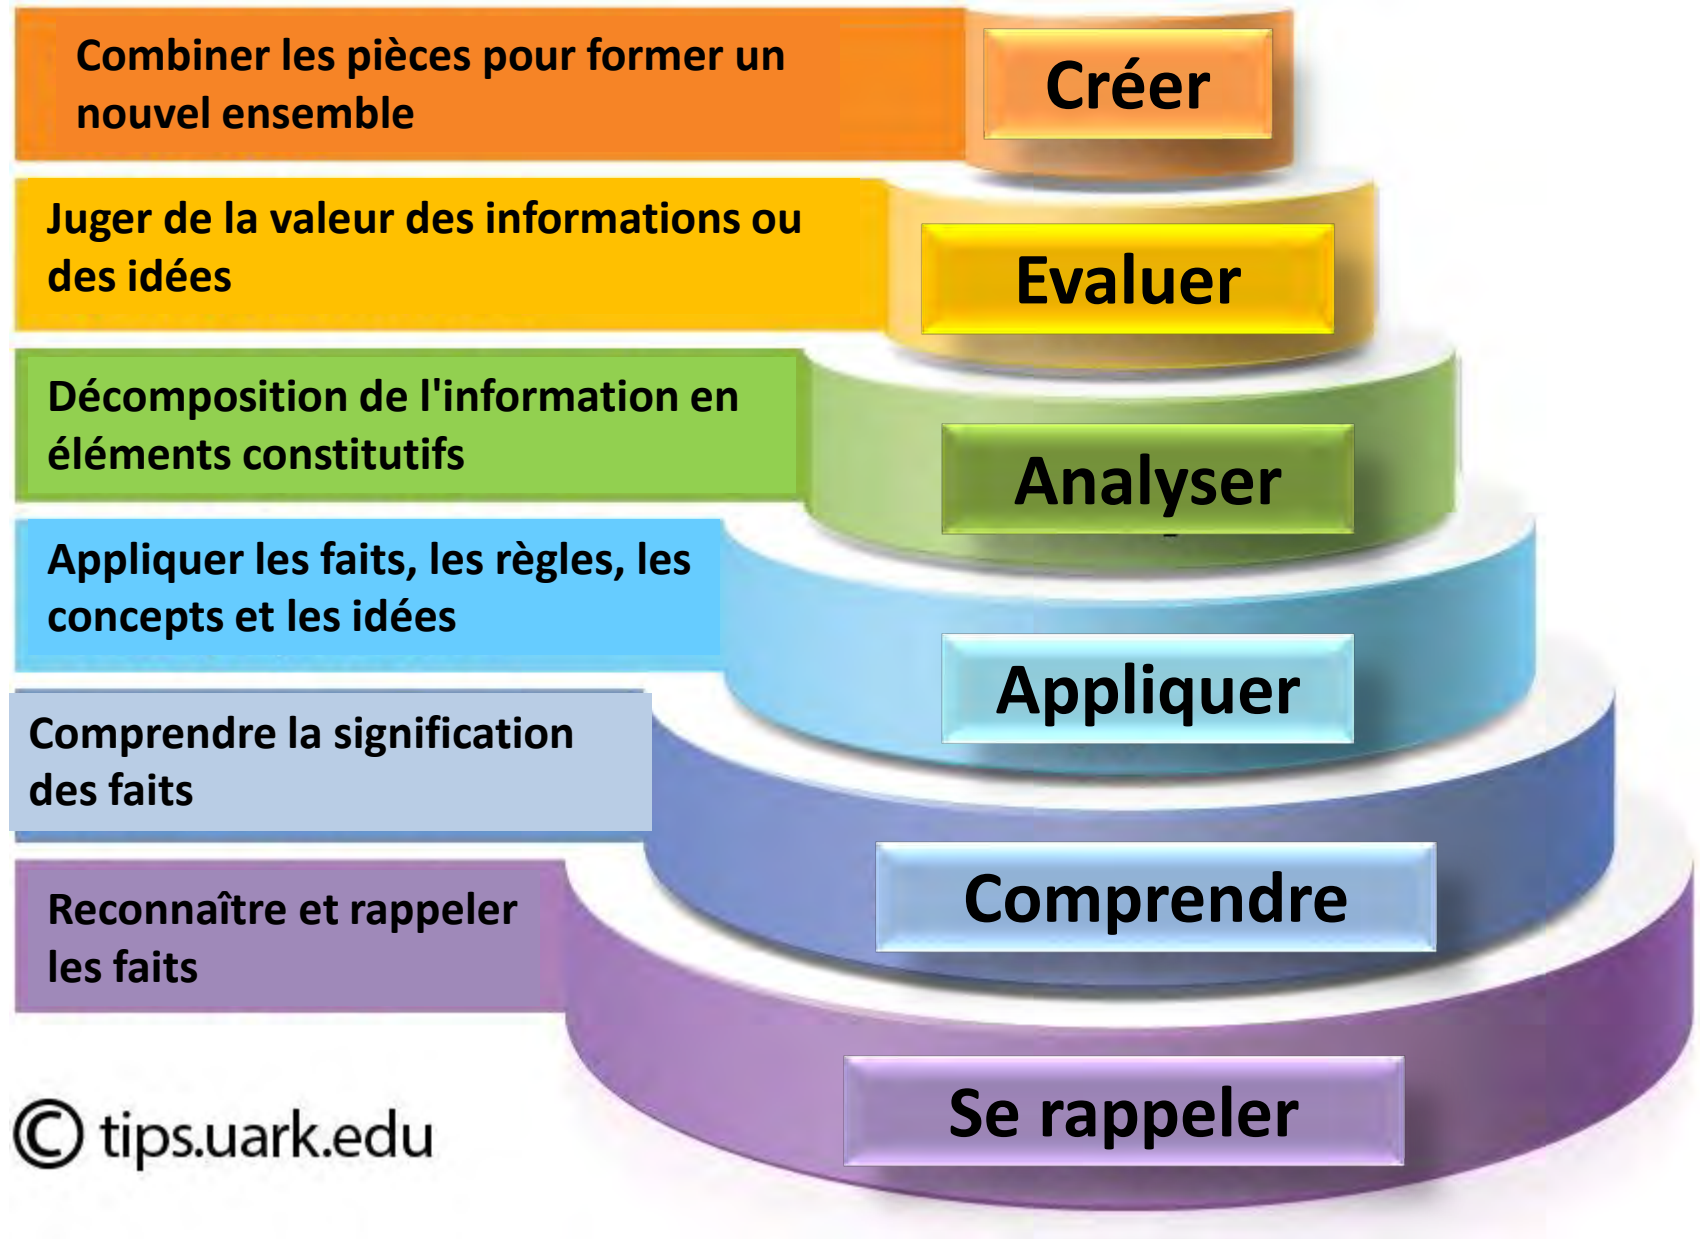 Combiner les pièces pour former un
nouvel ensemble
Créer
Juger de la valeur des informations ou
des idées
Evaluer
Décomposition de l'information en
éléments constitutifs
Analyser
Appliquer les faits, les règles, les
concepts et les idées
Appliquer
Comprendre la signification
des faits
Comprendre
Reconnaître et rappeler
les faits
Se rappeler
© tips.uark.edu